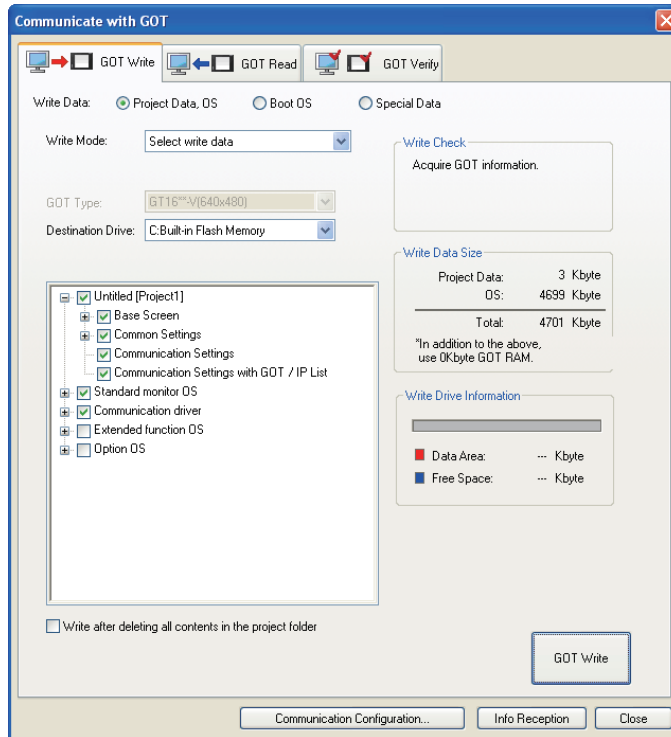 Communicate with GOT
GOT Write
GOT Read
GOT Verify
Write Data:
Project Data, OS
Boot OS
Special Data
Write Mode:
Select write data
GOT Type:
GT16**-V(640x480)
Destination Drive:
C:Built-in Flash Memory
Untitled [Project1]
Base Screen
Common Settings
Communication Settings
Communication Settings with GOT / IP List
Standard monitor OS
Communication driver
Extended function OS
Option OS
Write after deleting all contents in the project folder
Write Check
Acquire GOT information.
Write Data Size
Project Data: 3 Kbyte
OS: 4699 Kbyte
Total: 4701 Kbyte
*In addition to the above,
use 0Kbyte GOT RAM.
Write Drive Information
Data Area: --- Kbyte
Free Space: --- Kbyte
GOT Write
Communication Configuration...
Info Reception
Close